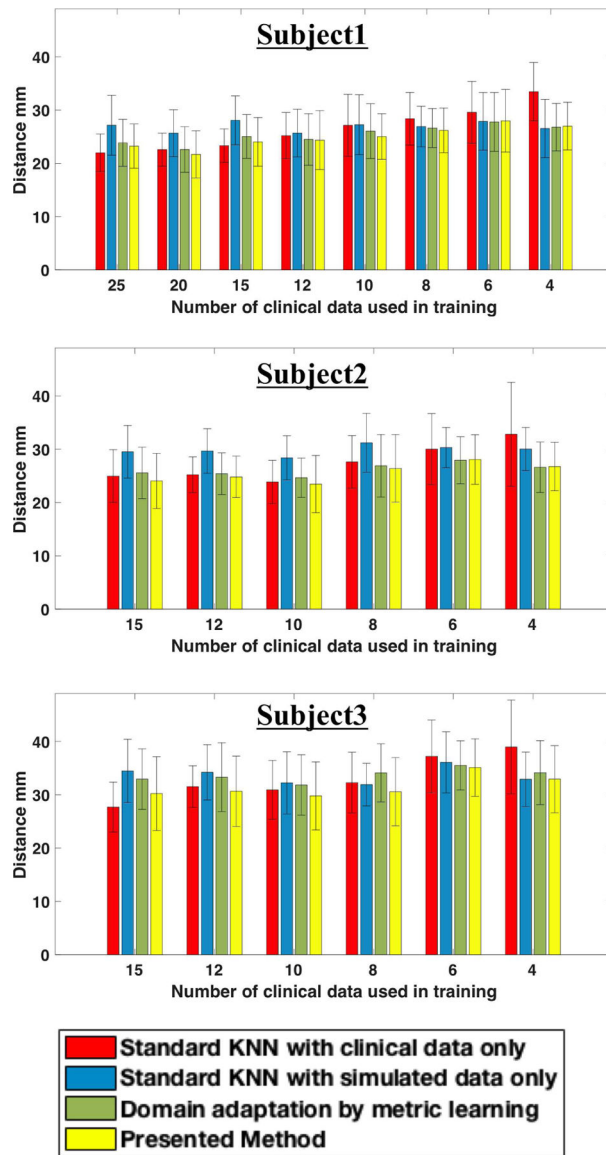 Subject1
Distance mm
40
30
20
10
0
25 20 15 12 10 8 6 4
Number of clinical data used in training
Subject2
Distance mm
40
30
20
10
0
15 12 10 8 6 4
Number of clinical data used in training
Subject3
Distance mm
40
30
20
10
0
15 12 10 8 6 4
Number of clinical data used in training
Standard KNN with clinical data only
Standard KNN with simulated data only
Domain adaptation by metric learning
Presented Method